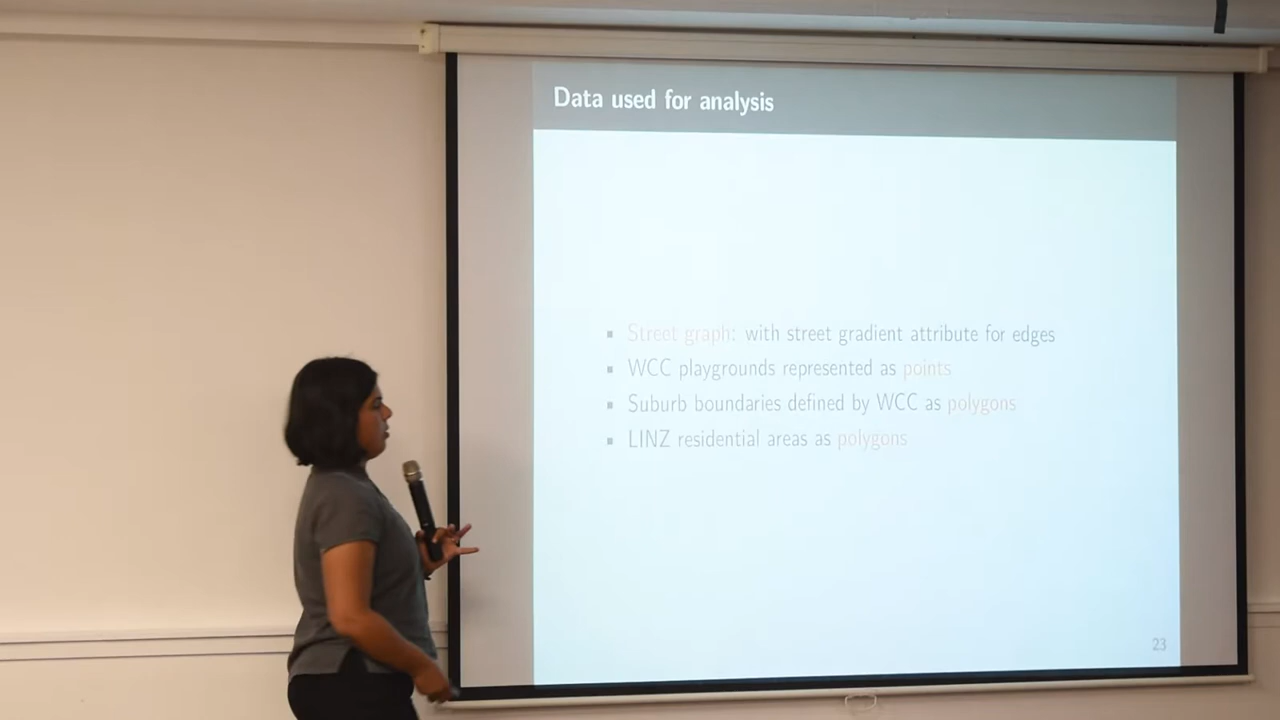 Data used for analysis
Street graph: with street gradient attribute for edges
WCC playgrounds represented as points
Suburb boundaries defined by WCC as polygons
LINZ residential areas as polygons
23